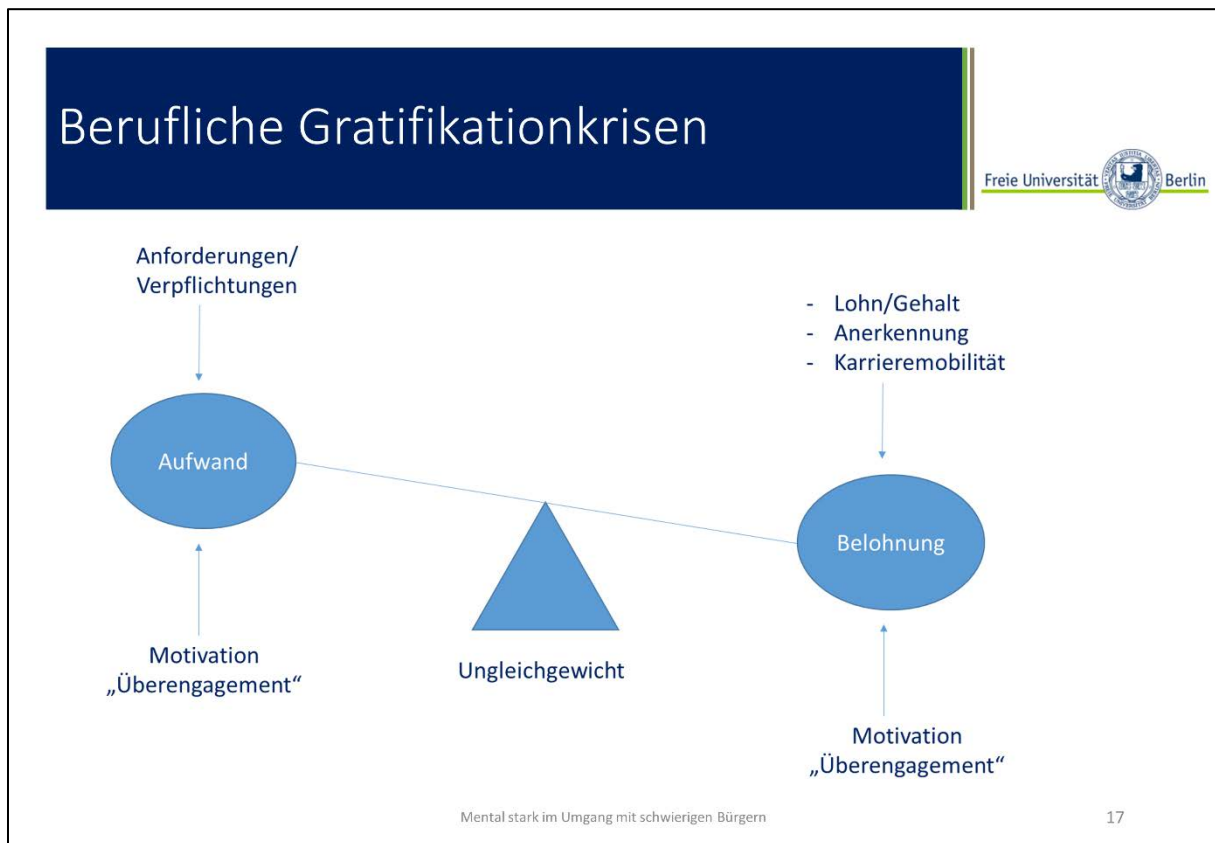 Berufliche Gratifikationkrisen
Freie Universität Berlin
Anforderungen/
Verpflichtungen
- Lohn/Gehalt
- Anerkennung
- Karrieremobilität
Aufwand
Belohnung
Motivation
„Überengagement“
Ungleichgewicht
Motivation
„Überengagement“
Mental stark im Umgang mit schwierigen Bürgern
17